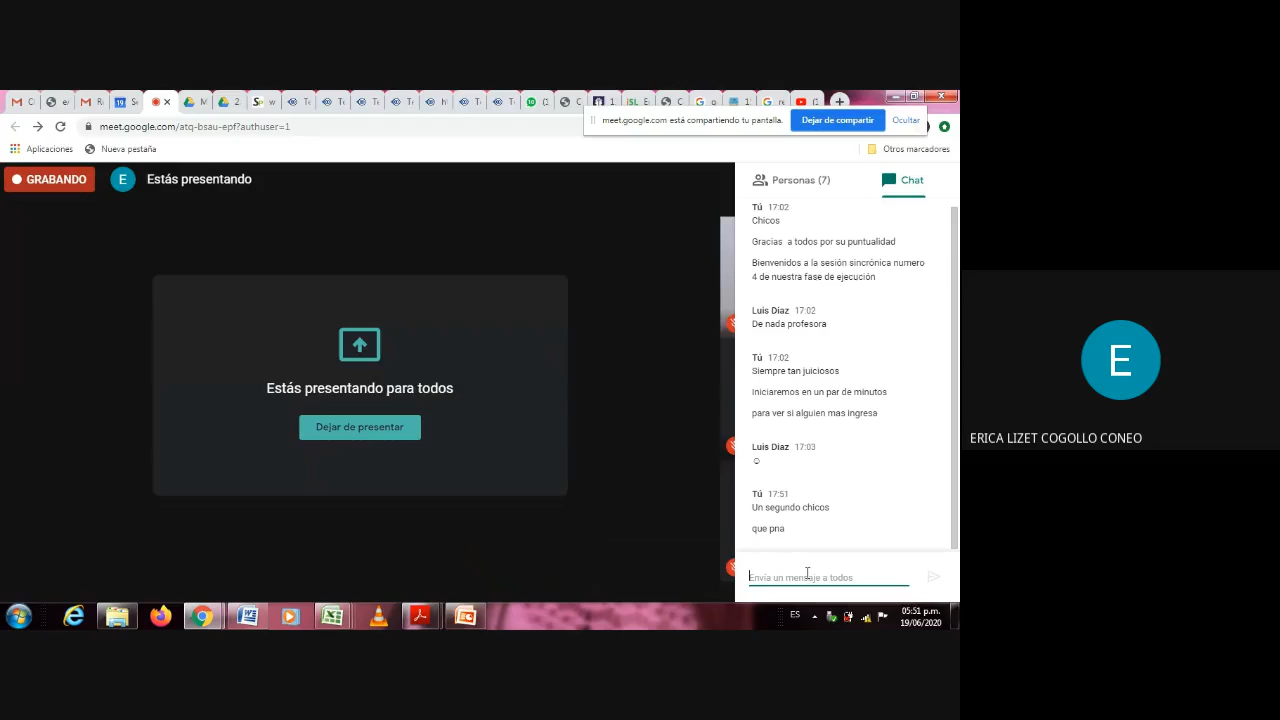 meet.google.com/atq-bsau-epf?authuser=1
meet.google.com está compartiendo tu pantalla.
Dejar de compartir
Ocultar
Aplicaciones
Nueva pestaña
Otros marcadores
GRABANDO
E
Estás presentando
Personas (7)
Chat
Tú 17:02
Chicos
Gracias a todos por su puntualidad
Bienvenidos a la sesión sincrónica numero
4 de nuestra fase de ejecución
Luis Diaz 17:02
De nada profesora
Tú 17:02
Siempre tan juiciosos
Iniciaremos en un par de minutos
para ver si alguien mas ingresa
Luis Diaz 17:03
☺
Tú 17:51
Un segundo chicos
que pna
Envía un mensaje a todos
Estás presentando para todos
Dejar de presentar
E
ERICA LIZET COGOLLO CONEO
ES
05:51 p.m.
19/06/2020